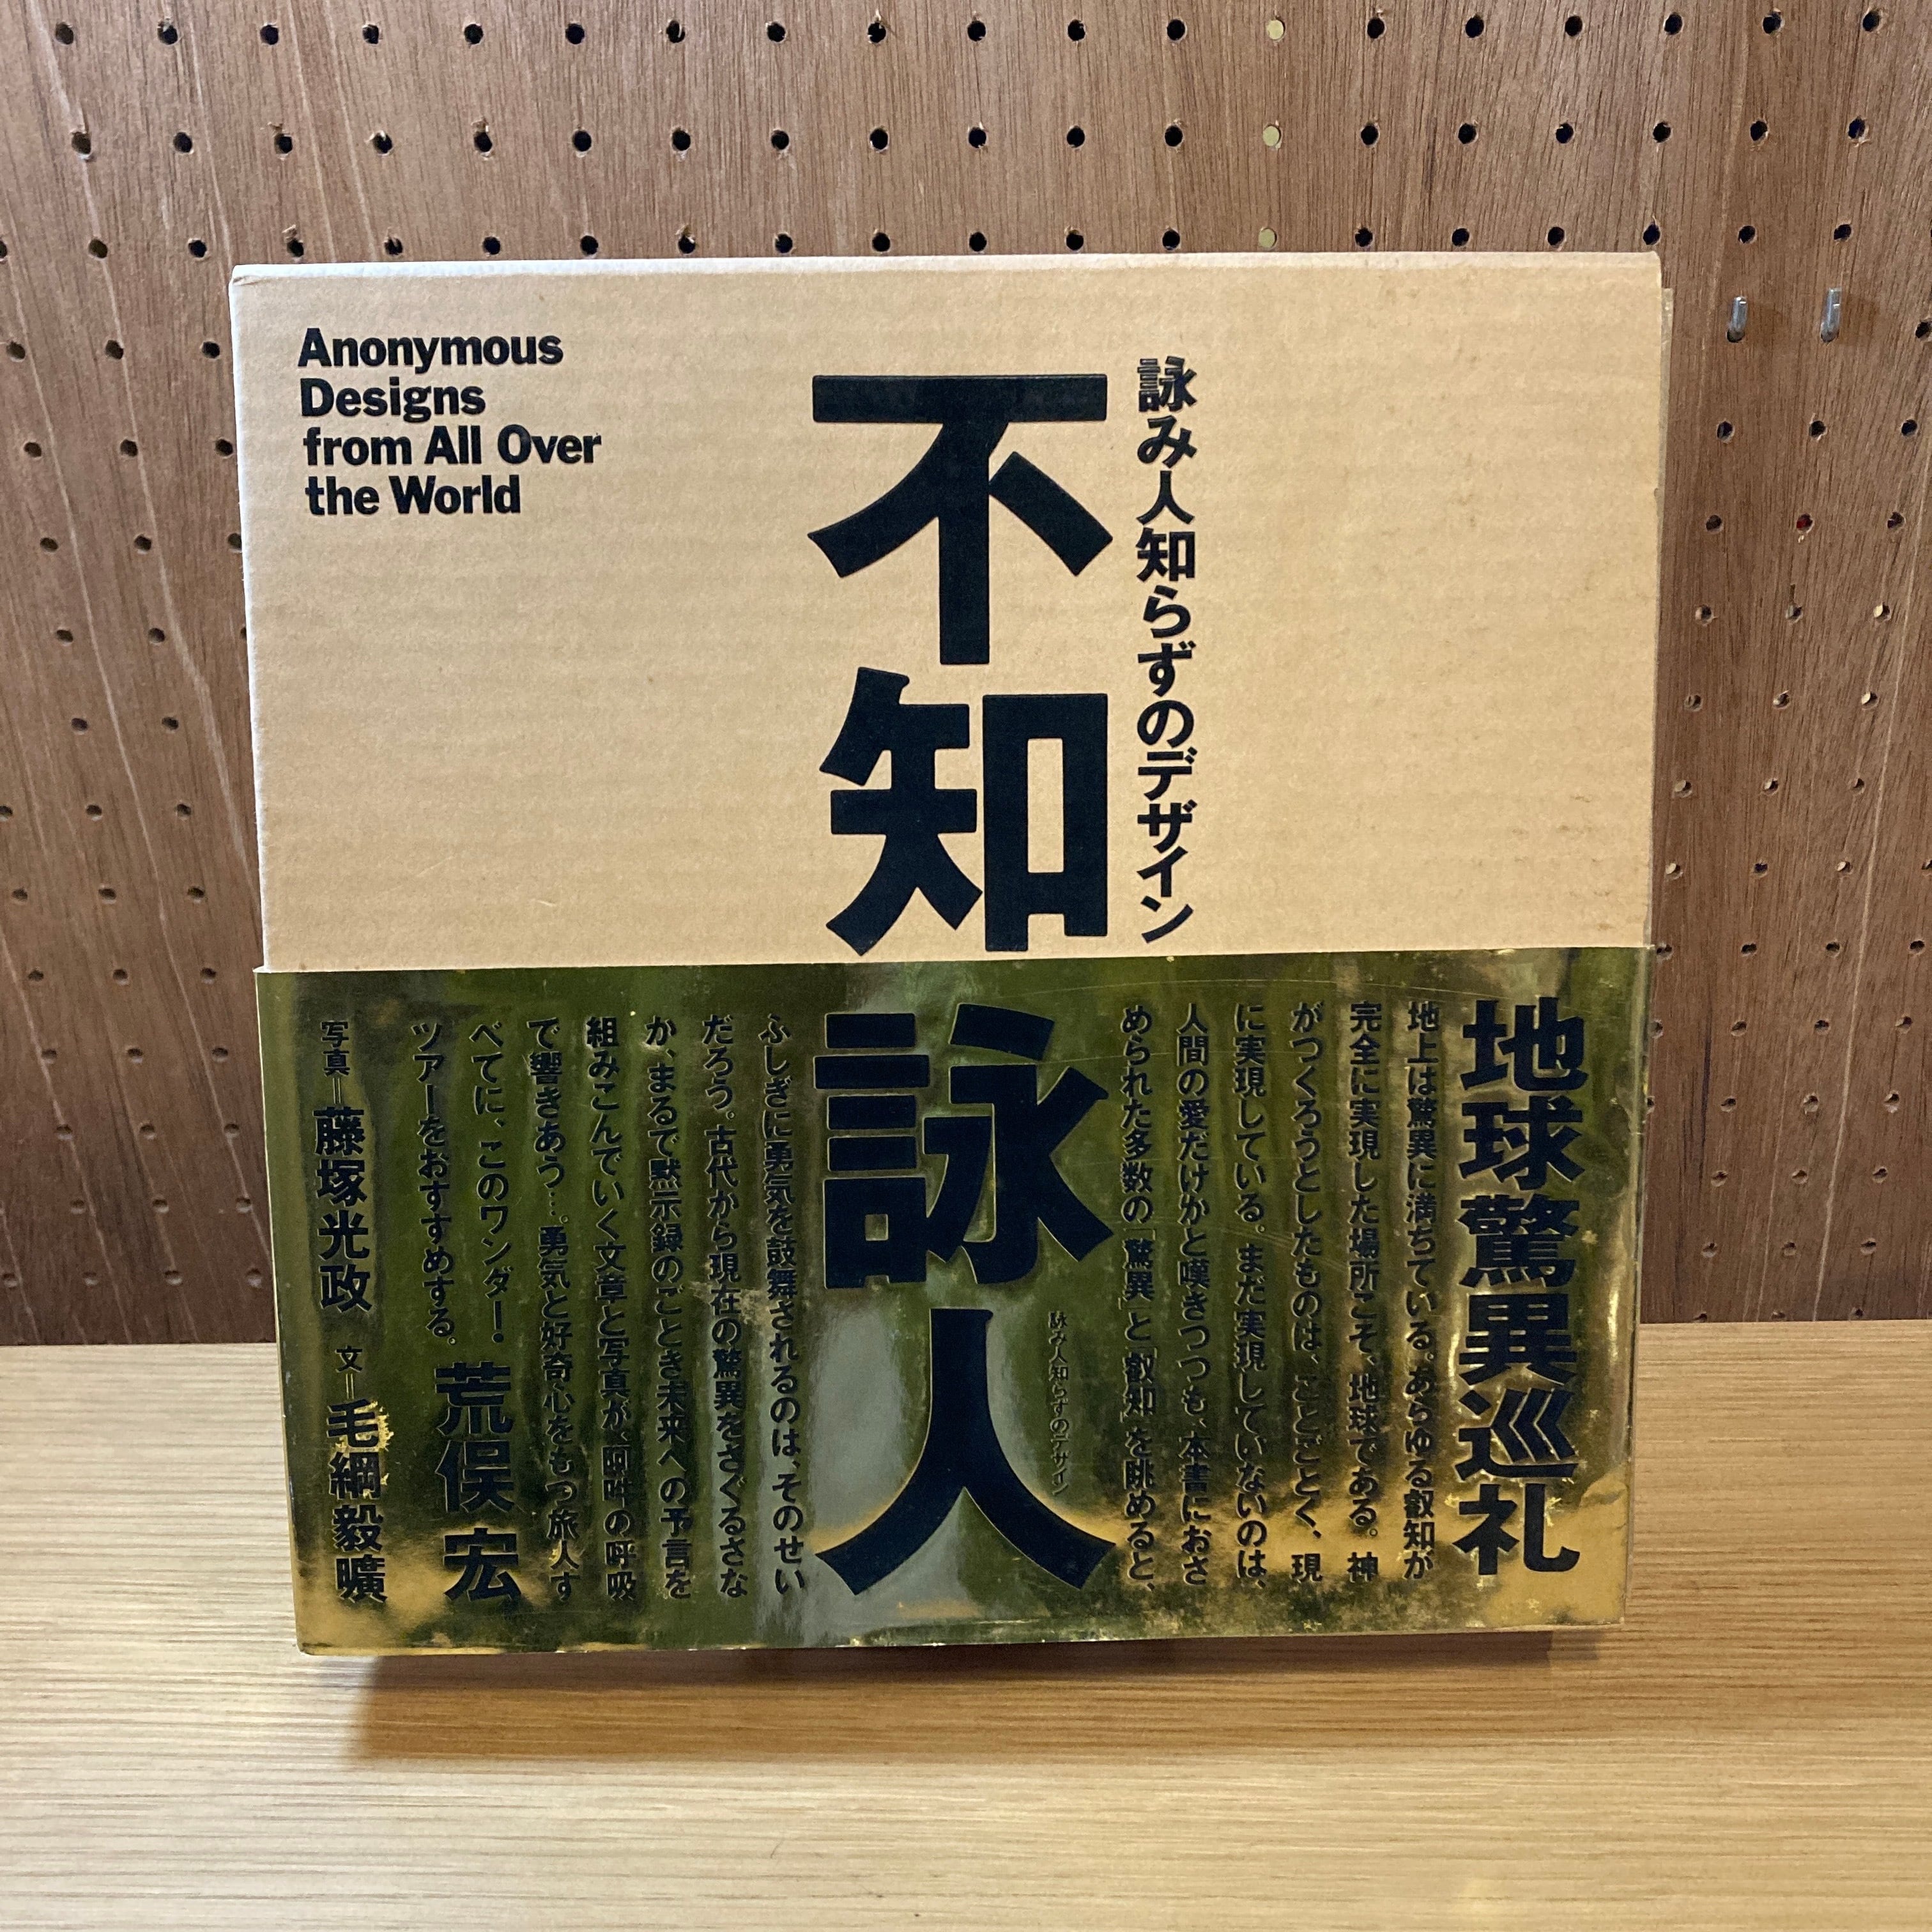 Anonymous
Designs
from All Over
the World
詠み人知らずのデザイン
不知詠人
詠み人知らずのデザイン
地球驚異巡礼
地上は驚異に満ちている。あらゆる叡知が
完全に実現した場所こそ、地球である。神
がつくろうとしたものは、ことごとく、現
に実現している。まだ実現していないのは、
人間の愛だけかと嘆きつつも、本書におさ
められた多数の「驚異」と「叡知」を眺めると、
ふしぎに勇気を鼓舞されるのは、そのせい
だろう。古代から現在の驚異をさぐるさな
か、まるで黙示録のごとき未来への予言を
組みこんでいく文章と写真が、阿吽の呼吸
で響きあう…。勇気と好奇心をもつ旅人す
べてに、このワンダー・
ツアーをおすすめする。 荒俣 宏
写真=藤塚光政 文=毛綱毅曠